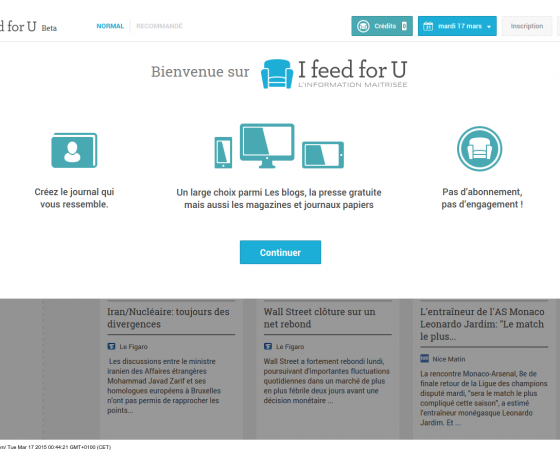 d for U Beta
NORMAL RECOMMANDÉ
Crédits
mardi 17 mars
Inscription
Bienvenue sur
I feed for U
L'INFORMATION MAITRISÉE
Créez le journal qui
vous ressemble.
Un large choix parmi Les blogs, la presse gratuite
mais aussi les magazines et journaux papiers
Pas d'abonnement,
pas d'engagement !
Continuer
Iran/Nucléaire: toujours des
divergences
Le Figaro
Les discussions entre le ministre
iranien des Affaires étrangères
Mohammad Javad Zarif et ses
homologues européens à Bruxelles
n'ont pas permis de rapprocher les
points...
Wall Street clôture sur un
net rebond
Le Figaro
Wall Street a fortement rebondi lundi,
poursuivant d'importantes fluctuations
quotidiennes dans un marché de plus
en plus fébrile deux jours avant une
décision monétaire ...
L'entraîneur de l'AS Monaco
Leonardo Jardim: "Le match
le plus...
Nice Matin
La rencontre Monaco-Arsenal, 8e de
finale retour de la Ligue des champions
disputé mardi, "sera le match le plus
compliqué cette saison", a estimé
l'entraîneur monégasque Leonardo
Jardim. Et ...
m/ Tue Mar 17 2015 00:44:21 GMT+0100 (CET)